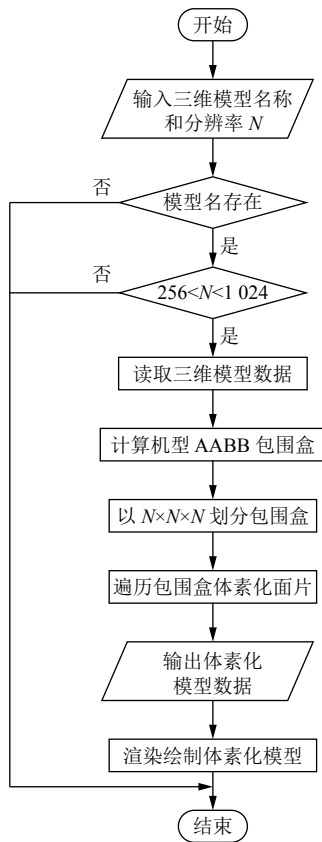 开始
输入三维模型名称
和分辨率 N
否
模型名存在
是
否
256<N<1 024
是
读取三维模型数据
计算机型 AABB 包围盒
以 N×N×N 划分包围盒
遍历包围盒体素化面片
输出体素化
模型数据
渲染绘制体素化模型
结束